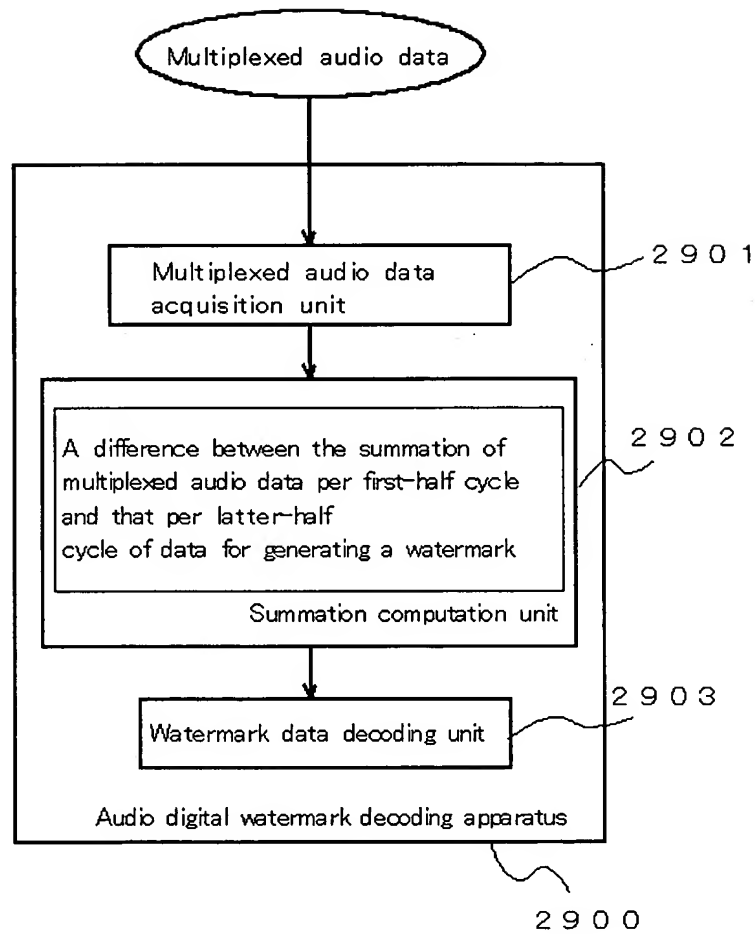 Multiplexed audio data
2901
Multiplexed audio data
acquisition unit
2902
A difference between the summation of
multiplexed audio data per first-half cycle
and that per latter-half
cycle of data for generating a watermark
Summation computation unit
2903
Watermark data decoding unit
Audio digital watermark decoding apparatus
2900